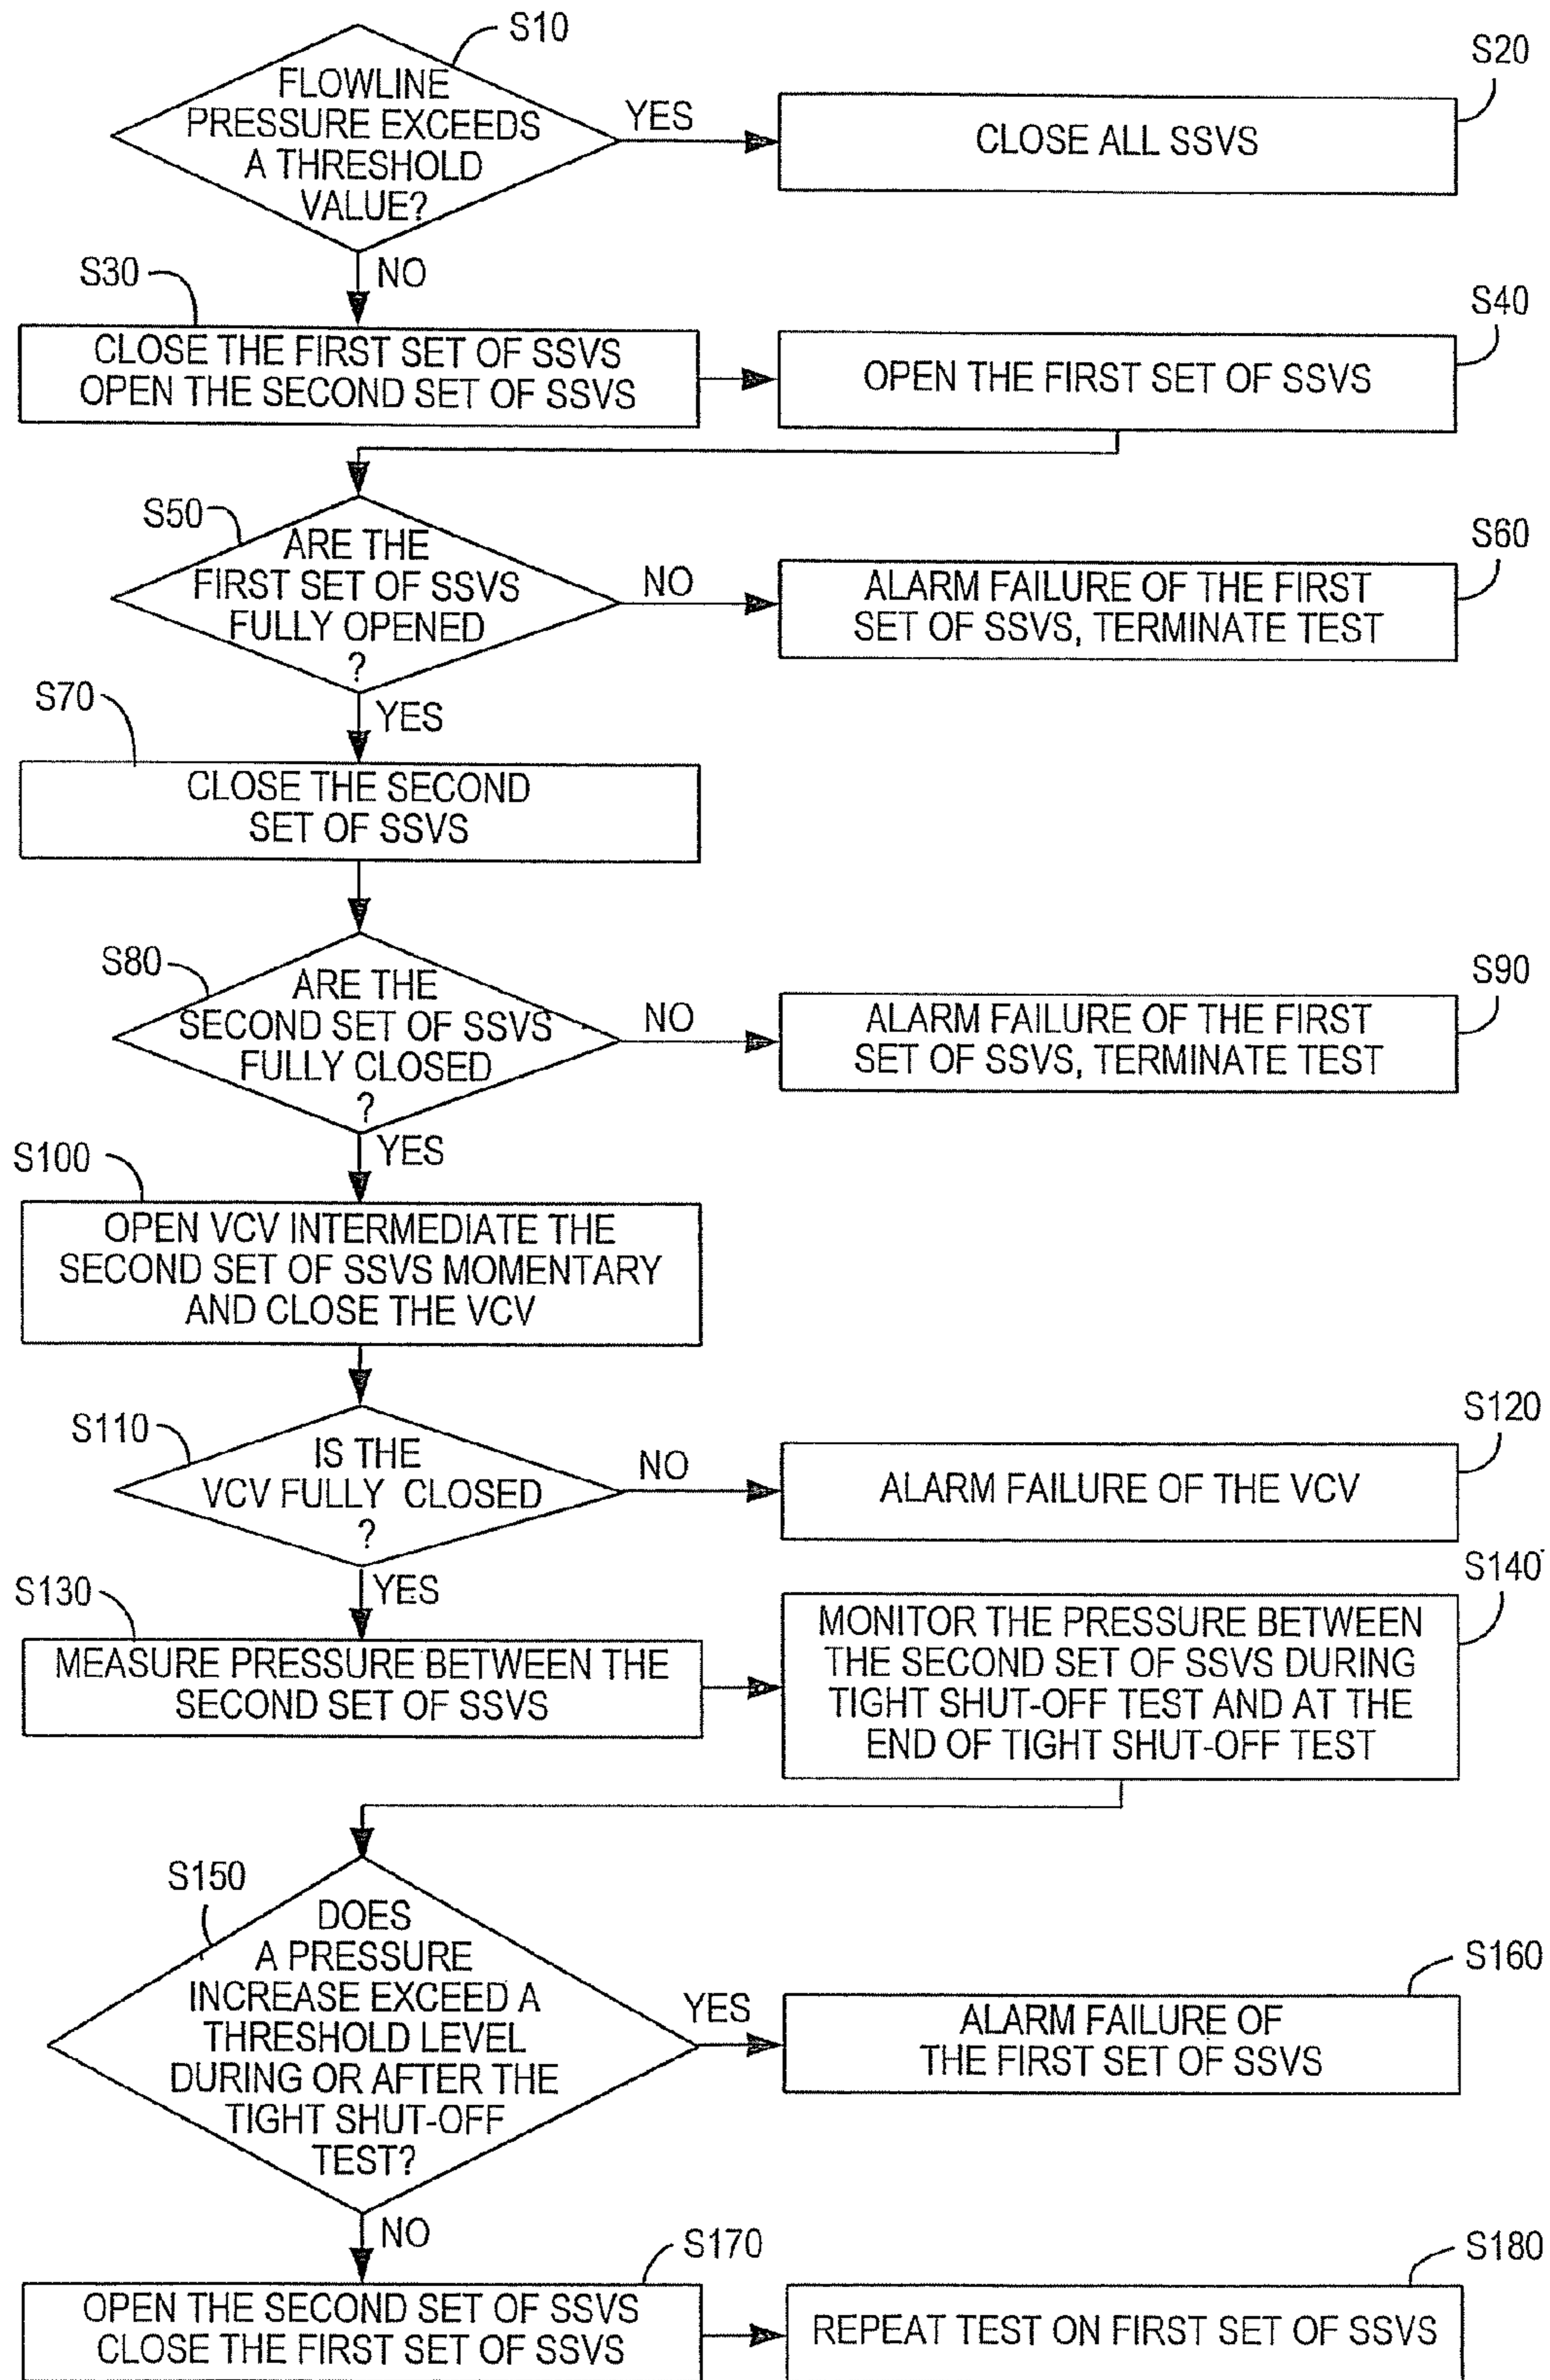 S10
FLOWLINE
PRESSURE EXCEEDS
A THRESHOLD
VALUE?
YES
S20
CLOSE ALL SSVS
NO
S30
CLOSE THE FIRST SET OF SSVS
OPEN THE SECOND SET OF SSVS
S40
OPEN THE FIRST SET OF SSVS
S50
ARE THE
FIRST SET OF SSVS
FULLY OPENED
?
NO
S60
ALARM FAILURE OF THE FIRST
SET OF SSVS, TERMINATE TEST
YES
S70
CLOSE THE SECOND
SET OF SSVS
S80
ARE THE
SECOND SET OF SSVS
FULLY CLOSED
?
NO
S90
ALARM FAILURE OF THE FIRST
SET OF SSVS, TERMINATE TEST
YES
S100
OPEN VCV INTERMEDIATE THE
SECOND SET OF SSVS MOMENTARY
AND CLOSE THE VCV
S110
IS THE
VCV FULLY CLOSED
?
NO
S120
ALARM FAILURE OF THE VCV
YES
S130
MEASURE PRESSURE BETWEEN THE
SECOND SET OF SSVS
S140
MONITOR THE PRESSURE BETWEEN
THE SECOND SET OF SSVS DURING
TIGHT SHUT-OFF TEST AND AT THE
END OF TIGHT SHUT-OFF TEST
S150
DOES
A PRESSURE
INCREASE EXCEED A
THRESHOLD LEVEL
DURING OR AFTER THE
TIGHT SHUT-OFF
TEST?
YES
S160
ALARM FAILURE OF
THE FIRST SET OF SSVS
NO
S170
OPEN THE SECOND SET OF SSVS
CLOSE THE FIRST SET OF SSVS
S180
REPEAT TEST ON FIRST SET OF SSVS